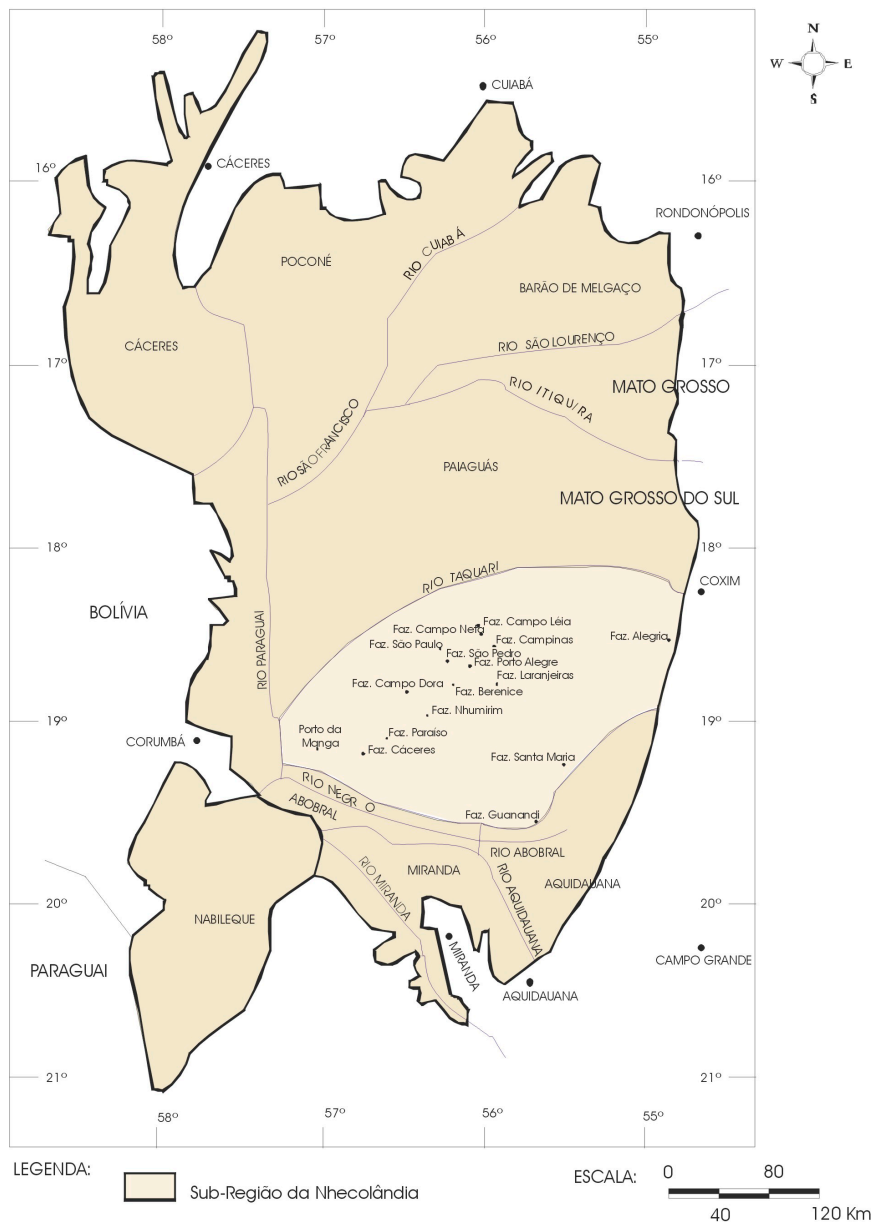 58º
57º
56º
55º
N
W
E
S
CUIABÁ
16º
CÁCERES
16º
RONDONÓPOLIS
RIO CUIABÁ
POCONÉ
BARÃO DE MELGAÇO
CÁCERES
RIO SÃO LOURENÇO
17º
17º
RIO ITIQUIRA
MATO GROSSO
RIO SÃO FRANCISCO
PAIAGUÁS
MATO GROSSO DO SUL
18º
18º
RIO TAQUARI
COXIM
BOLÍVIA
RIO PARAGUAI
Faz. Campo Léia
Faz. Campo Neta
Faz. Campinas
Faz. Alegria
Faz. São Paulo
Faz. São Pedro
Faz. Porto Alegre
Faz. Laranjeiras
Faz. Campo Dora
Faz. Berenice
Faz. Nhumirim
19º
19º
Porto da
Manga
Faz. Paraíso
CORUMBÁ
Faz. Cáceres
Faz. Santa Maria
RIO NEGRO
ABOBRAL
Faz. Guanandi
RIO ABOBRAL
RIO MIRANDA
MIRANDA
RIO AQUIDAUANA
AQUIDAUANA
20º
20º
NABILEQUE
MIRANDA
CAMPO GRANDE
PARAGUAI
AQUIDAUANA
21º
21º
58º
57º
56º
55º
LEGENDA:
Sub-Região da Nhecolândia
ESCALA:
0
80
40
120 Km